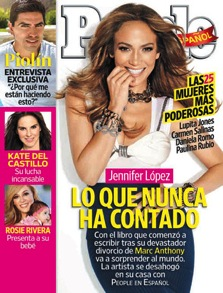 People
EN ESPAÑOL
Piolín
ENTREVISTA
EXCLUSIVA
"¿Por qué me
están haciendo
esto?"
LAS 25
MUJERES
MÁS
PODEROSAS
Lupita Jones
Carmen Salinas
Daniela Romo
Paulina Rubio
KATE DEL
CASTILLO
Su lucha
incansable
ROSIE RIVERA
Presenta a su
bebé
Jennifer López
LO QUE NUNCA
HA CONTADO
Con el libro que comenzó a
escribir tras su devastador
divorcio de Marc Anthony
va a sorprender al mundo.
La artista se desahogó
en su casa con
PEOPLE EN ESPAÑOL